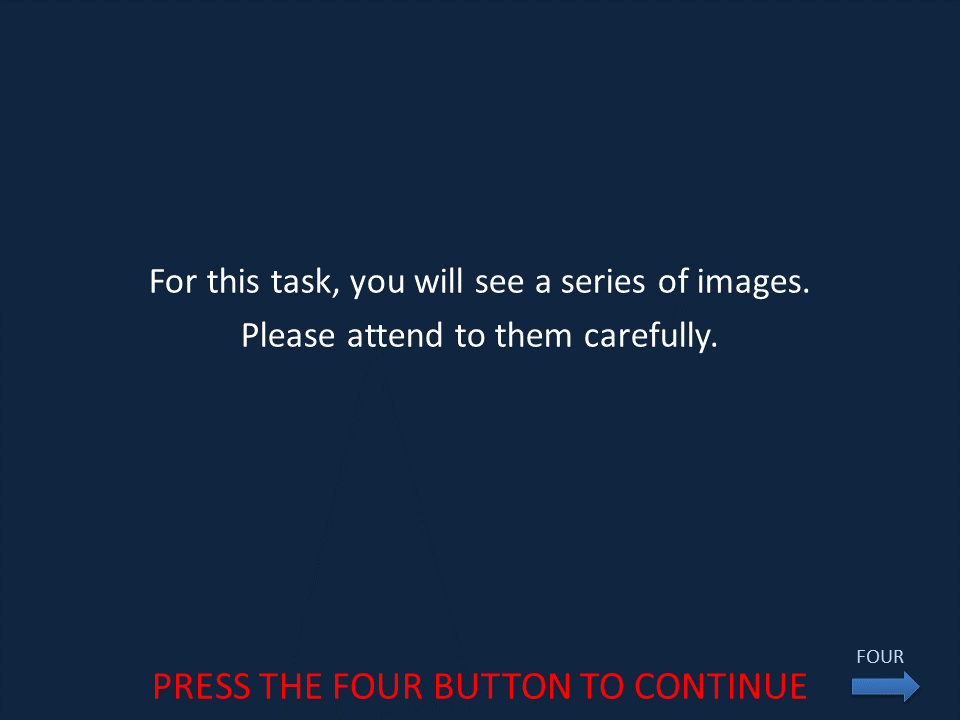 For this task, you will see a series of images.
Please attend to them carefully.
FOUR
PRESS THE FOUR BUTTON TO CONTINUE